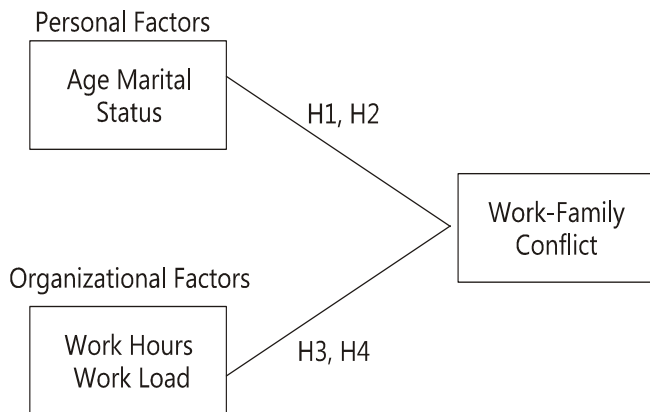 Personal Factors
Age Marital
Status
H1, H2
Work-Family
Conflict
Organizational Factors
Work Hours
Work Load
H3, H4